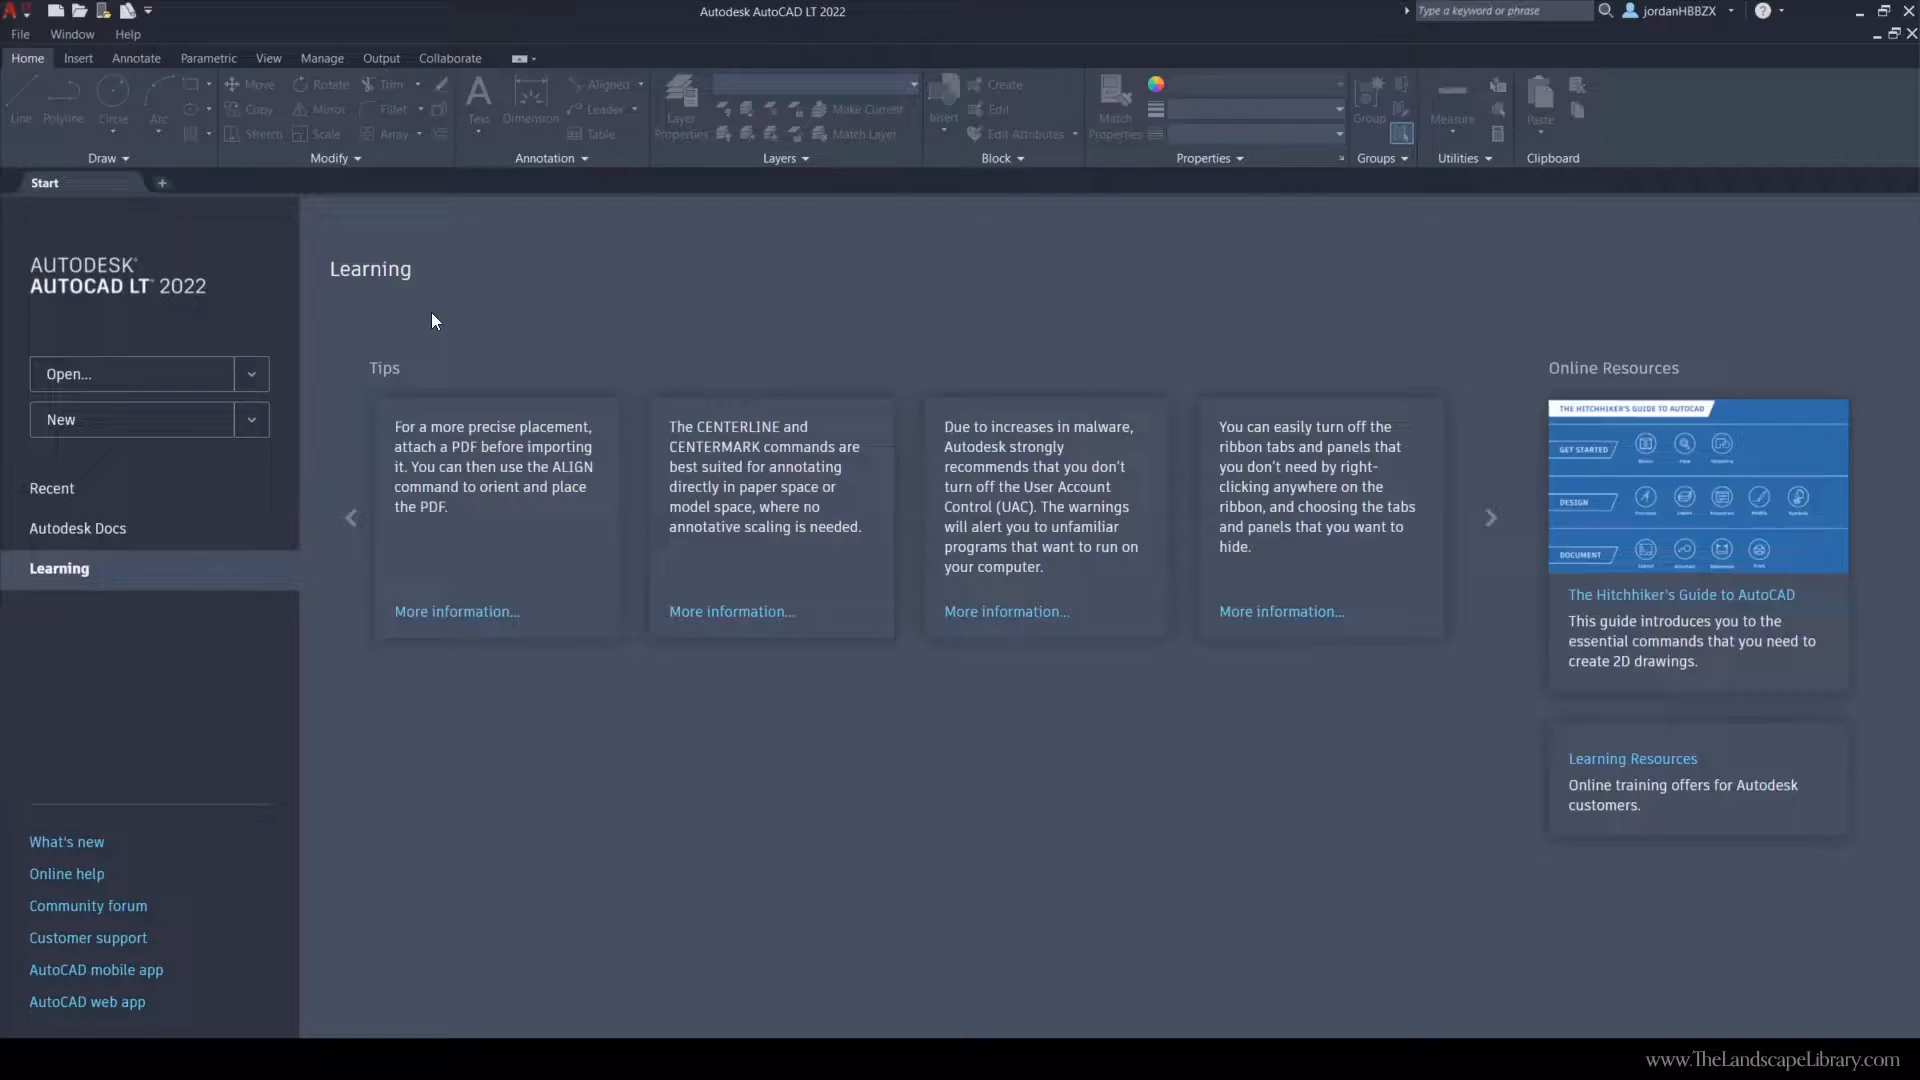 Autodesk AutoCAD LT 2022
Type a keyword or phrase
jordanHBBZX
File Window Help
Home Insert Annotate Parametric View Manage Output Collaborate
Line
Polyline
Circle
Arc
Move
Copy
Stretch
Rotate
Mirror
Scale
Trim
Fillet
Array
Text
Dimension
Aligned
Leader
Table
Layer
Properties
Make Current
Match Layer
Insert
Create
Edit
Edit Attributes
Match
Properties
Group
Measure
Paste
Draw
Modify
Annotation
Layers
Block
Properties
Groups
Utilities
Clipboard
Start
AUTODESK®
AUTOCAD LT® 2022
Open...
New
Recent
Autodesk Docs
Learning
What's new
Online help
Community forum
Customer support
AutoCAD mobile app
AutoCAD web app
Learning
Tips
For a more precise placement,
attach a PDF before importing
it. You can then use the ALIGN
command to orient and place
the PDF.
More information...
The CENTERLINE and
CENTERMARK commands are
best suited for annotating
directly in paper space or
model space, where no
annotative scaling is needed.
More information...
Due to increases in malware,
Autodesk strongly
recommends that you don't
turn off the User Account
Control (UAC). The warnings
will alert you to unfamiliar
programs that want to run on
your computer.
More information...
You can easily turn off the
ribbon tabs and panels that
you don't need by right-
clicking anywhere on the
ribbon, and choosing the tabs
and panels that you want to
hide.
More information...
Online Resources
THE HITCHHIKER'S GUIDE TO AUTOCAD
GET STARTED
DESIGN
DOCUMENT
The Hitchhiker's Guide to AutoCAD
This guide introduces you to the
essential commands that you need to
create 2D drawings.
Learning Resources
Online training offers for Autodesk
customers.
www.TheLandscapeLibrary.com